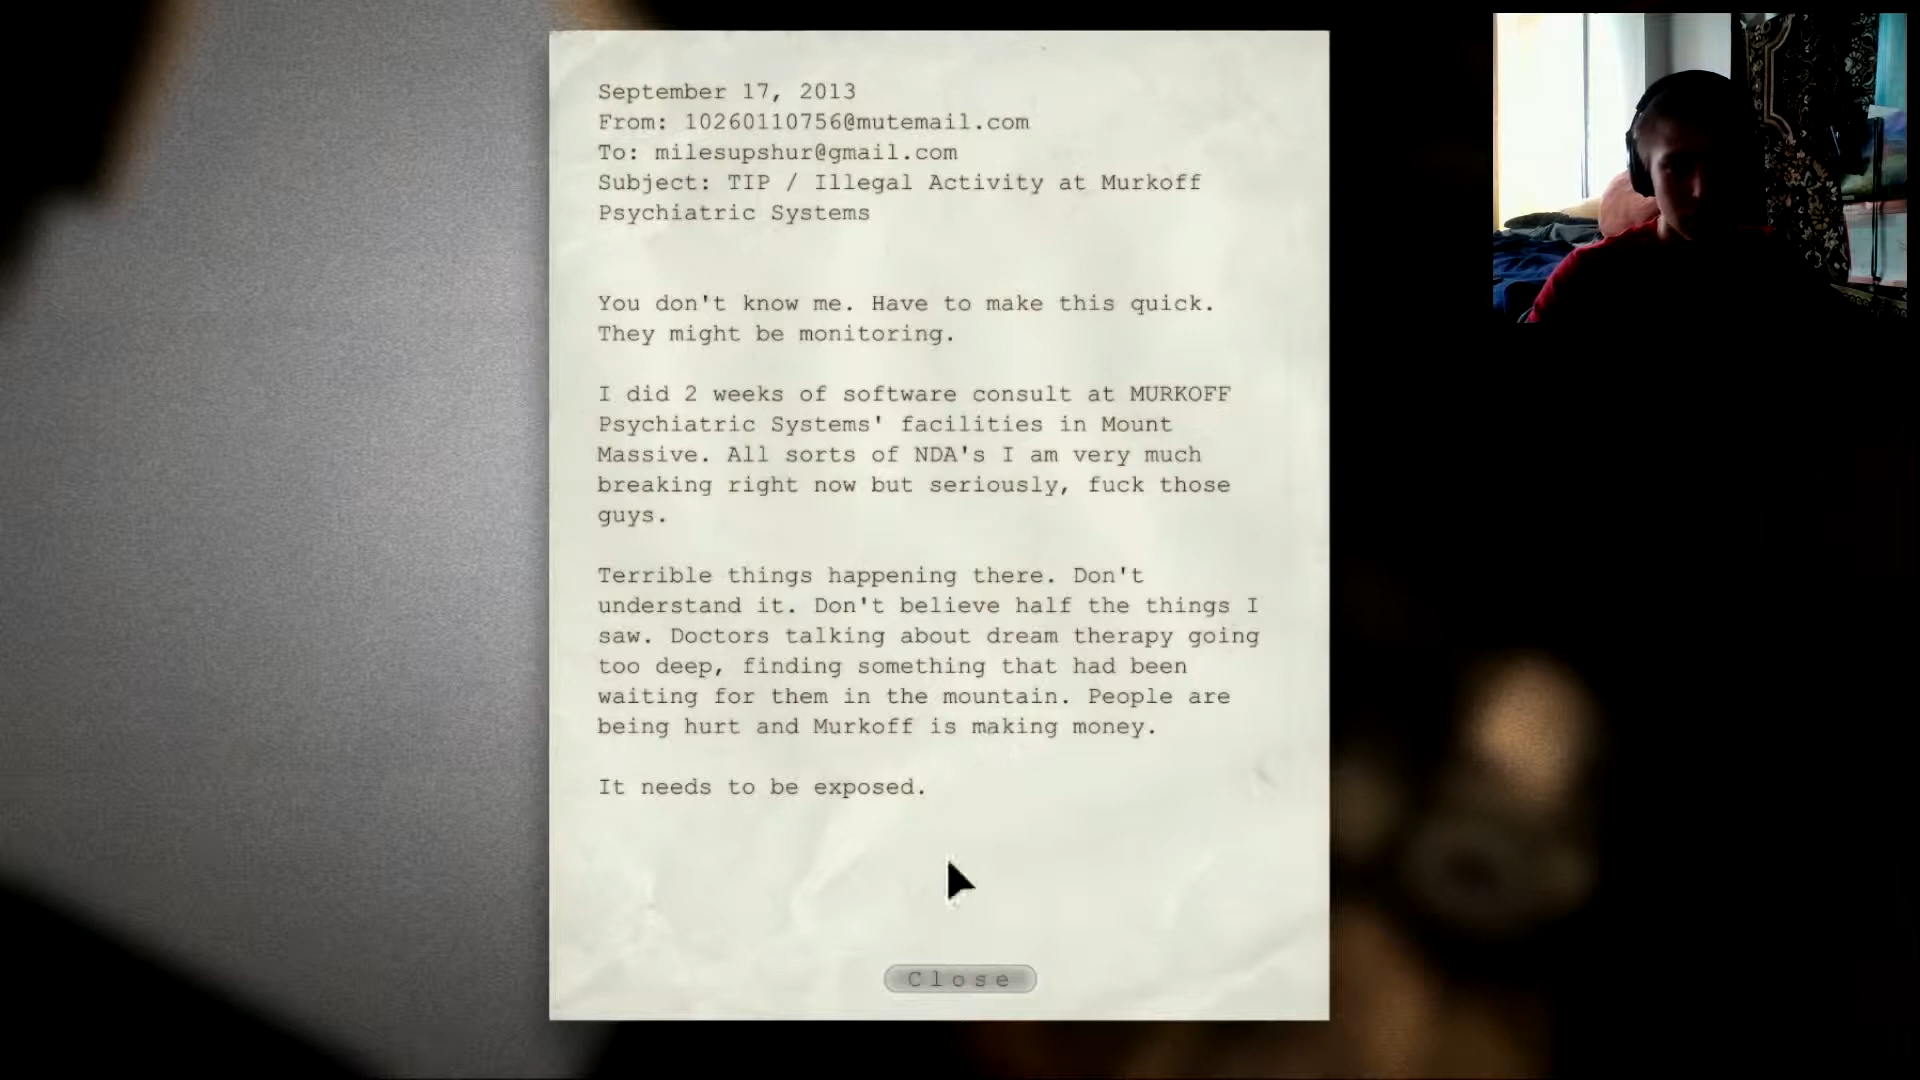 September 17, 2013
From: 10260110756@mutemail.com
To: milesupshur@gmail.com
Subject: TIP / Illegal Activity at Murkoff
Psychiatric Systems
You don't know me. Have to make this quick.
They might be monitoring.
I did 2 weeks of software consult at MURKOFF
Psychiatric Systems' facilities in Mount
Massive. All sorts of NDA's I am very much
breaking right now but seriously, fuck those
guys.
Terrible things happening there. Don't
understand it. Don't believe half the things I
saw. Doctors talking about dream therapy going
too deep, finding something that had been
waiting for them in the mountain. People are
being hurt and Murkoff is making money.
It needs to be exposed.
Close